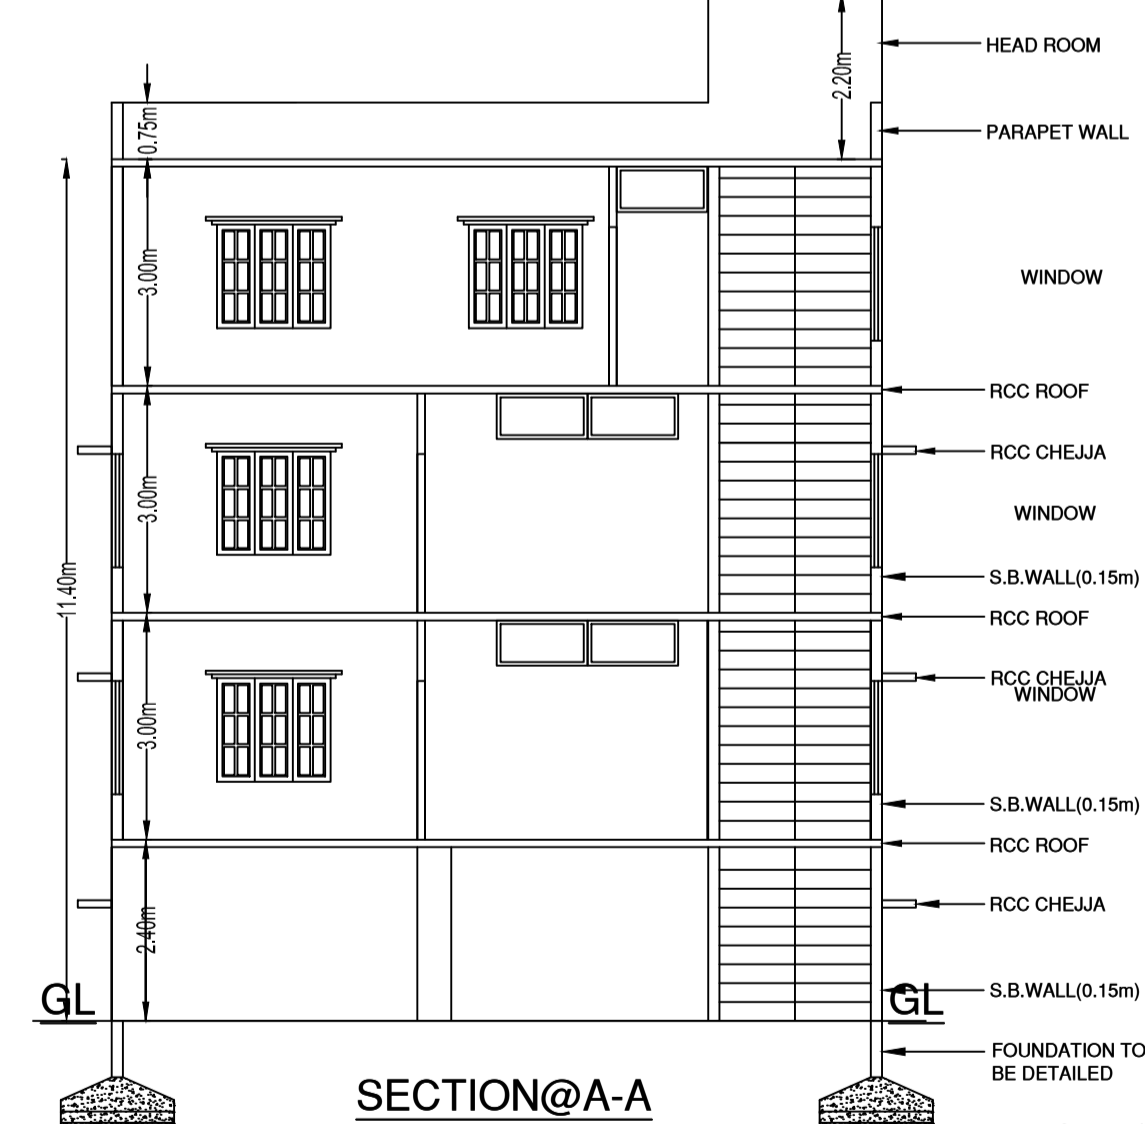 HEAD ROOM
2.20m
0.75m
PARAPET WALL
3.00m
WINDOW
RCC ROOF
RCC CHEJJA
3.00m
WINDOW
11.40m
S.B.WALL(0.15m)
RCC ROOF
RCC CHEJJA
WINDOW
3.00m
S.B.WALL(0.15m)
RCC ROOF
RCC CHEJJA
2.40m
S.B.WALL(0.15m)
GL
GL
FOUNDATION TO
BE DETAILED
SECTION@A-A